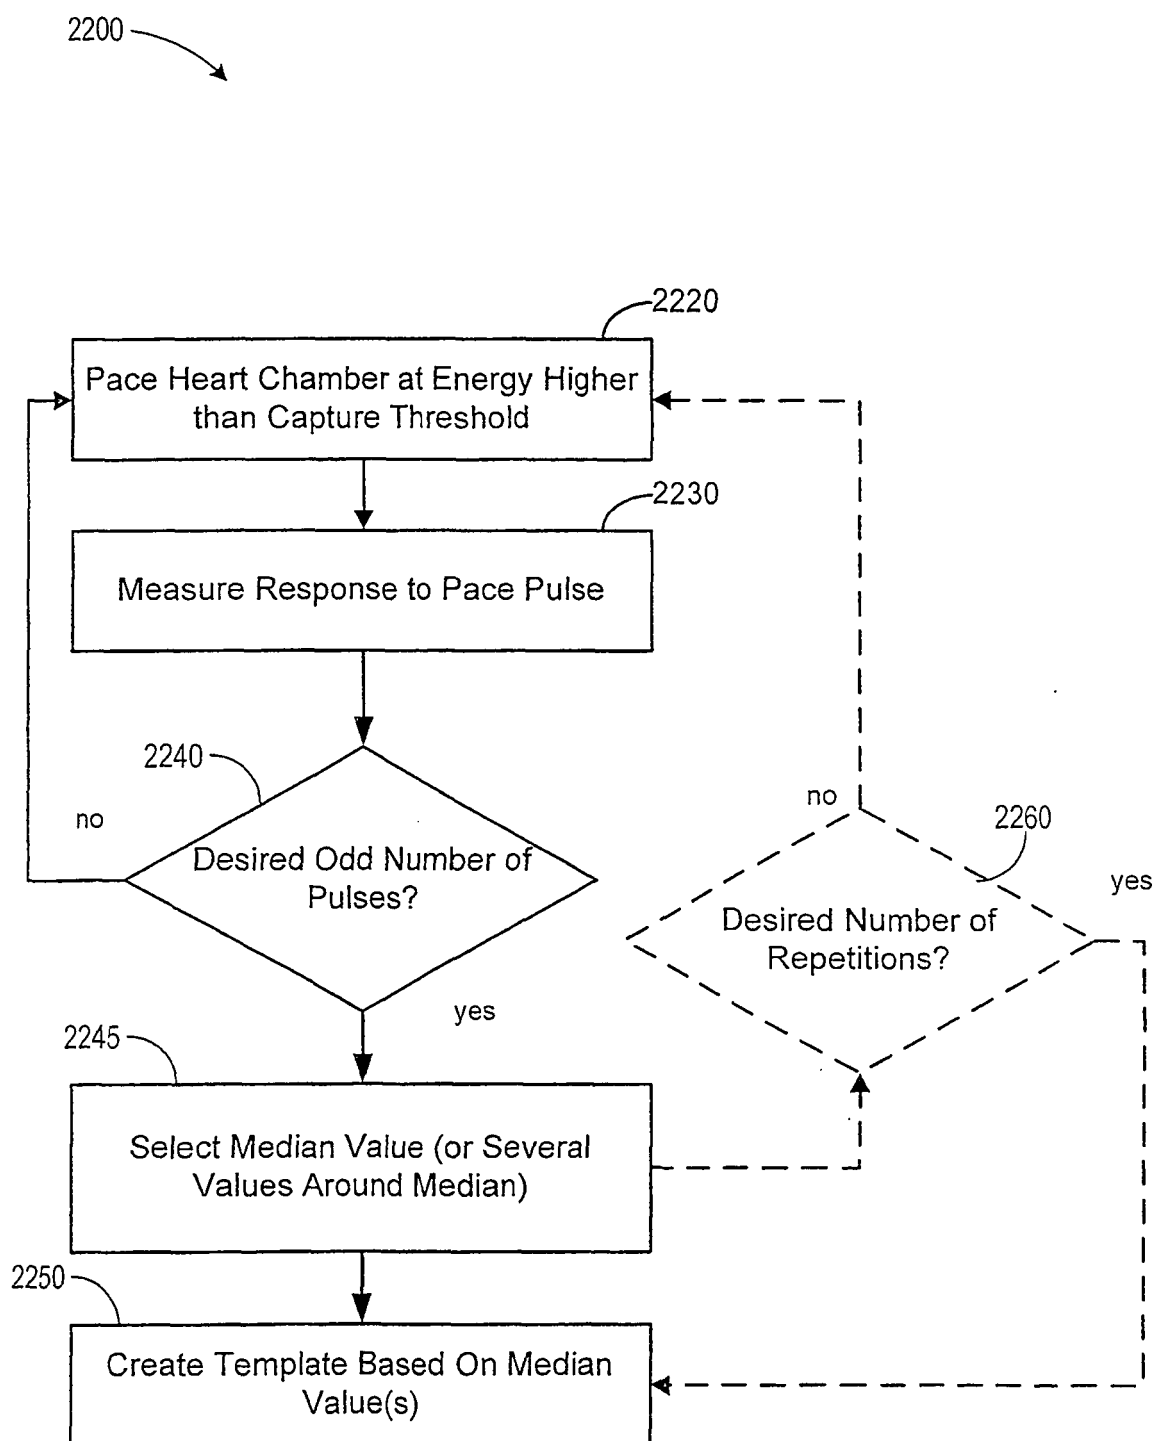 2200
2220
Pace Heart Chamber at Energy Higher
than Capture Threshold
2230
Measure Response to Pace Pulse
2240
no
Desired Odd Number of
Pulses?
yes
no
2260
yes
Desired Number of
Repetitions?
2245
Select Median Value (or Several
Values Around Median)
2250
Create Template Based On Median
Value(s)